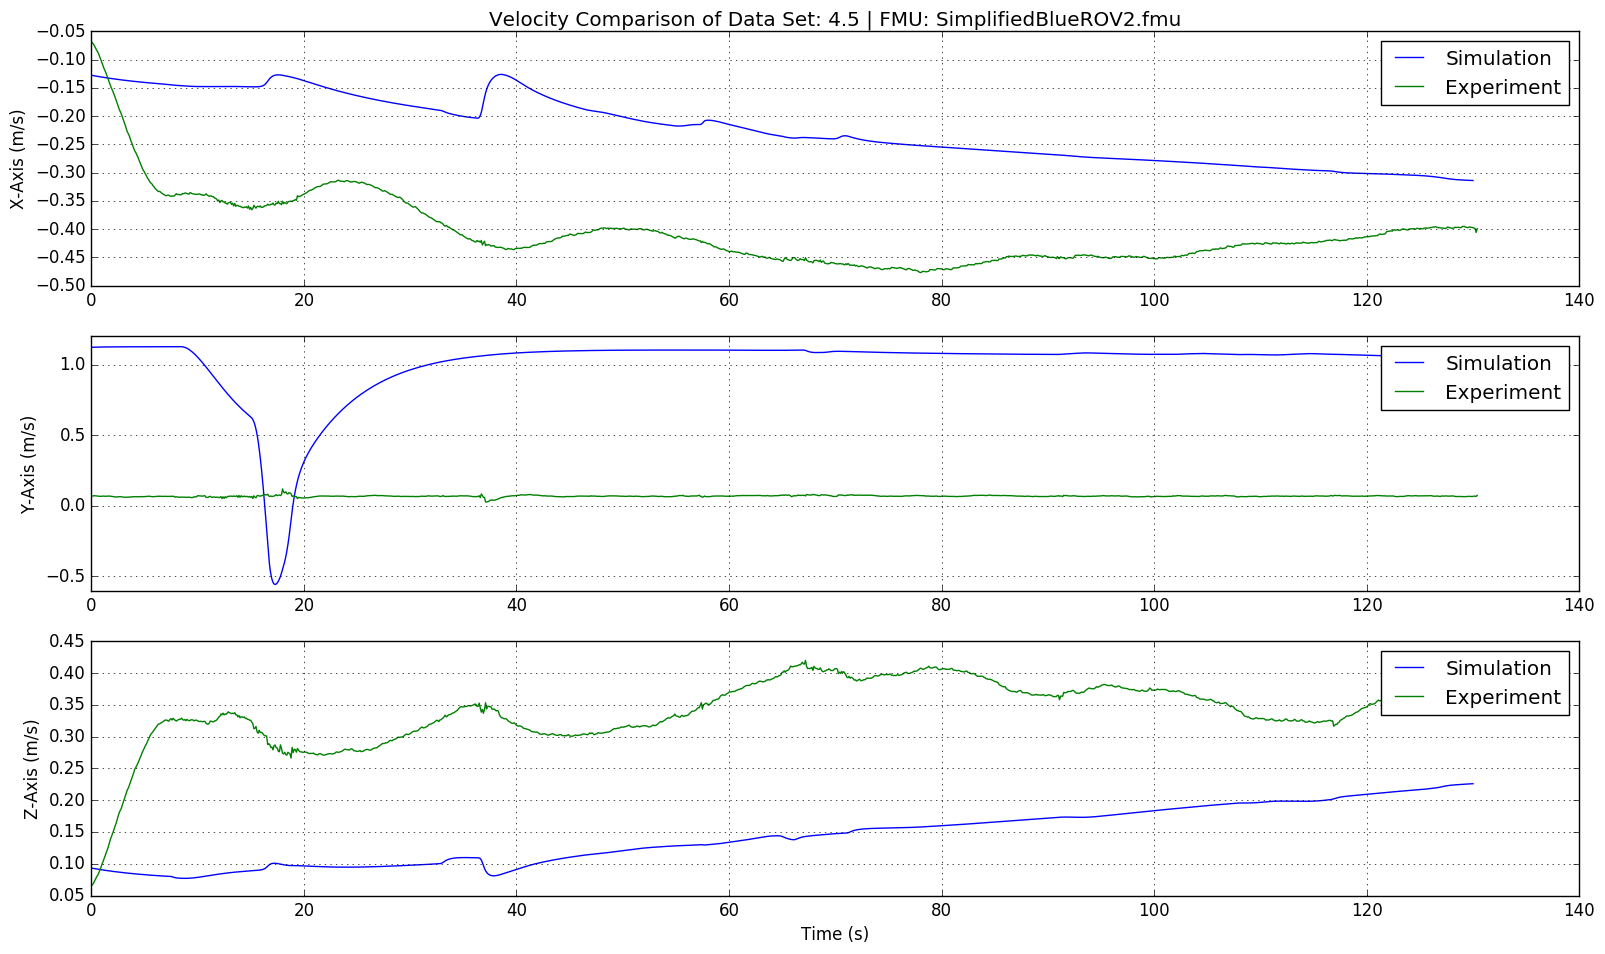 Velocity Comparison of Data Set: 4.5 | FMU: SimplifiedBlueROV2.fmu
X-Axis (m/s)
−0.05
−0.10
−0.15
−0.20
−0.25
−0.30
−0.35
−0.40
−0.45
−0.50
Simulation
Experiment
0 20 40 60 80 100 120 140
Y-Axis (m/s)
1.0
0.5
0.0
−0.5
Simulation
Experiment
0 20 40 60 80 100 120 140
Z-Axis (m/s)
0.45
0.40
0.35
0.30
0.25
0.20
0.15
0.10
0.05
Simulation
Experiment
0 20 40 60 80 100 120 140
Time (s)